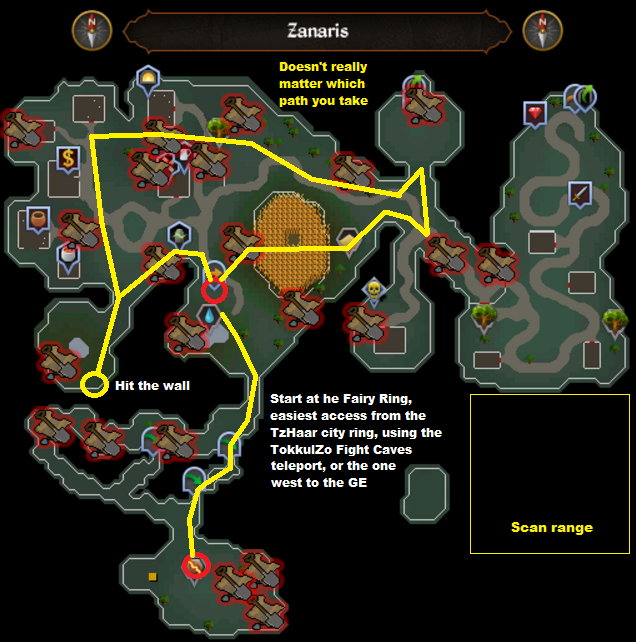 Zanaris
Doesn't really
matter which
path you take
$
Hit the wall
Start at he Fairy Ring,
easiest access from the
TzHaar city ring, using the
TokkulZo Fight Caves
teleport, or the one
west to the GE
Scan range